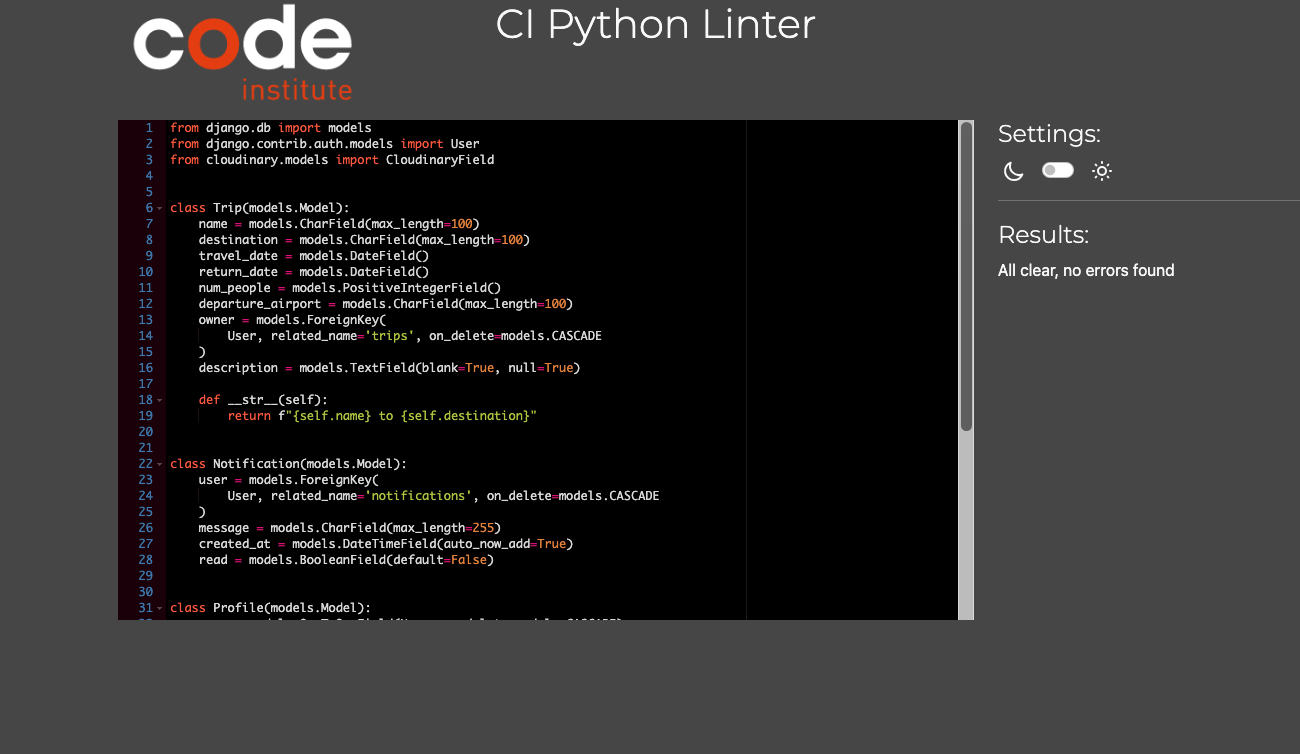 code
institute
CI Python Linter
1 from django.db import models
2 from django.contrib.auth.models import User
3 from cloudinary.models import CloudinaryField
4
5
6 class Trip(models.Model):
7     name = models.CharField(max_length=100)
8     destination = models.CharField(max_length=100)
9     travel_date = models.DateField()
10     return_date = models.DateField()
11     num_people = models.PositiveIntegerField()
12     departure_airport = models.CharField(max_length=100)
13     owner = models.ForeignKey(
14         User, related_name='trips', on_delete=models.CASCADE
15     )
16     description = models.TextField(blank=True, null=True)
17
18     def __str__(self):
19         return f"{self.name} to {self.destination}"
20
21
22 class Notification(models.Model):
23     user = models.ForeignKey(
24         User, related_name='notifications', on_delete=models.CASCADE
25     )
26     message = models.CharField(max_length=255)
27     created_at = models.DateTimeField(auto_now_add=True)
28     read = models.BooleanField(default=False)
29
30
31 class Profile(models.Model):
Settings:
Results:
All clear, no errors found